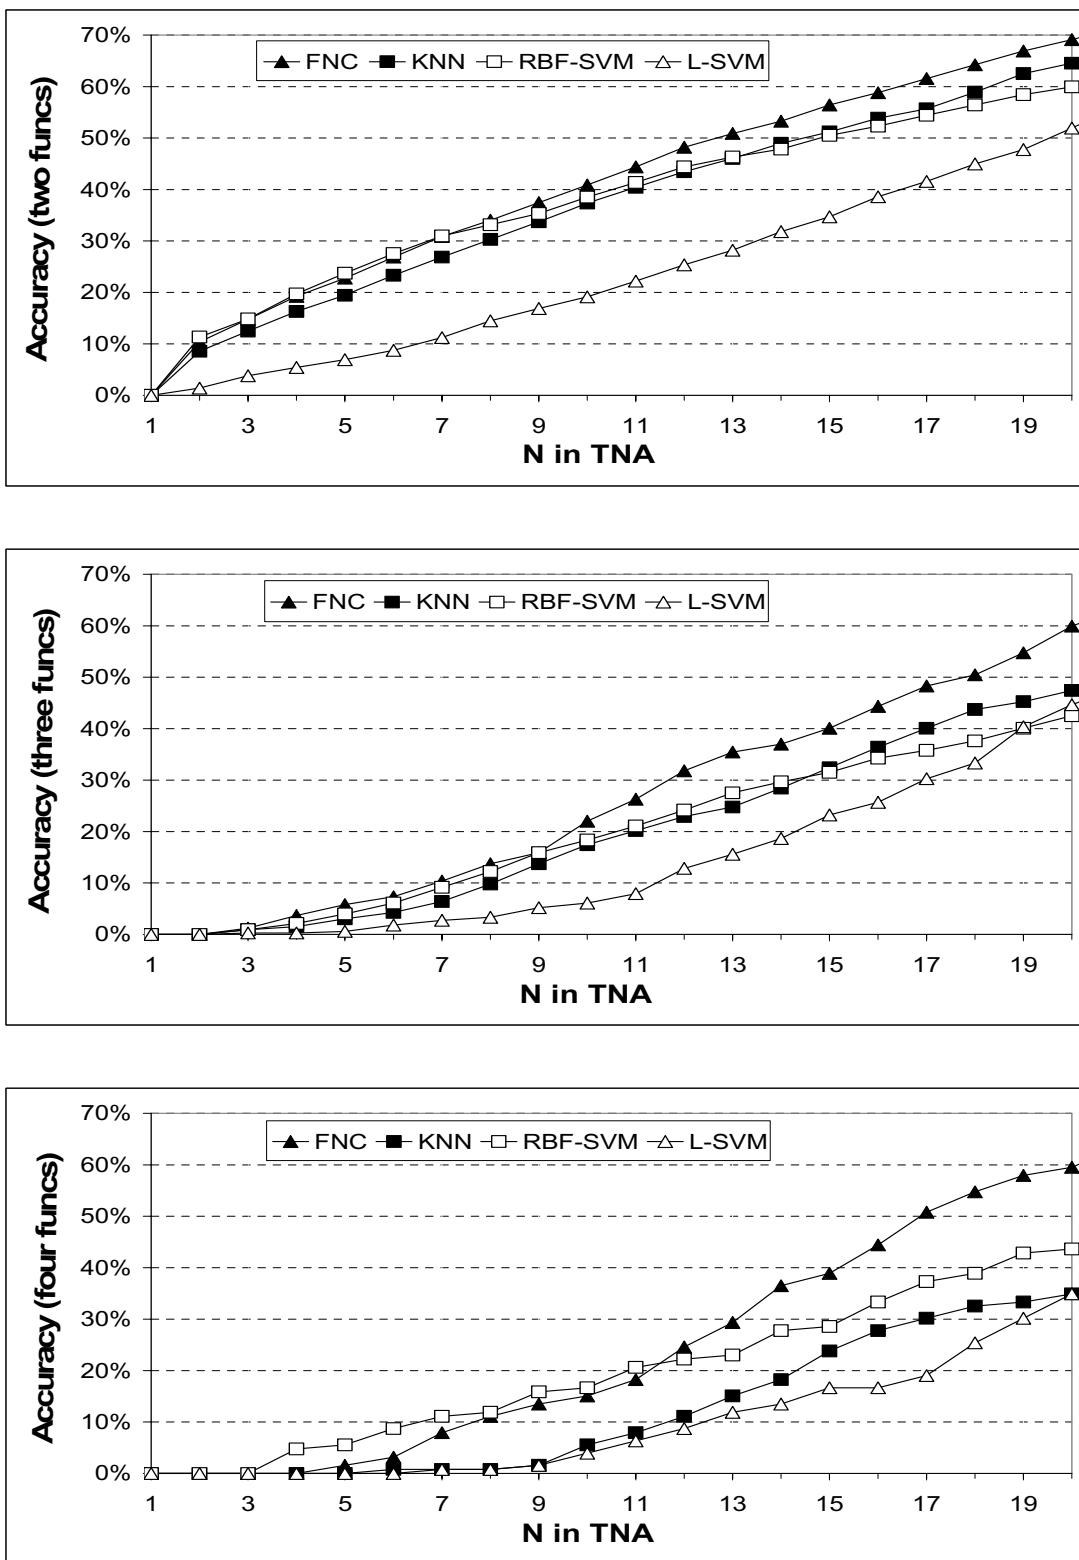 70%
60%
50%
40%
30%
20%
10%
0%
Accuracy (two funcs)
FNC KNN RBF-SVM L-SVM
1 3 5 7 9 11 13 15 17 19
N in TNA
70%
60%
50%
40%
30%
20%
10%
0%
Accuracy (three funcs)
FNC KNN RBF-SVM L-SVM
1 3 5 7 9 11 13 15 17 19
N in TNA
70%
60%
50%
40%
30%
20%
10%
0%
Accuracy (four funcs)
FNC KNN RBF-SVM L-SVM
1 3 5 7 9 11 13 15 17 19
N in TNA